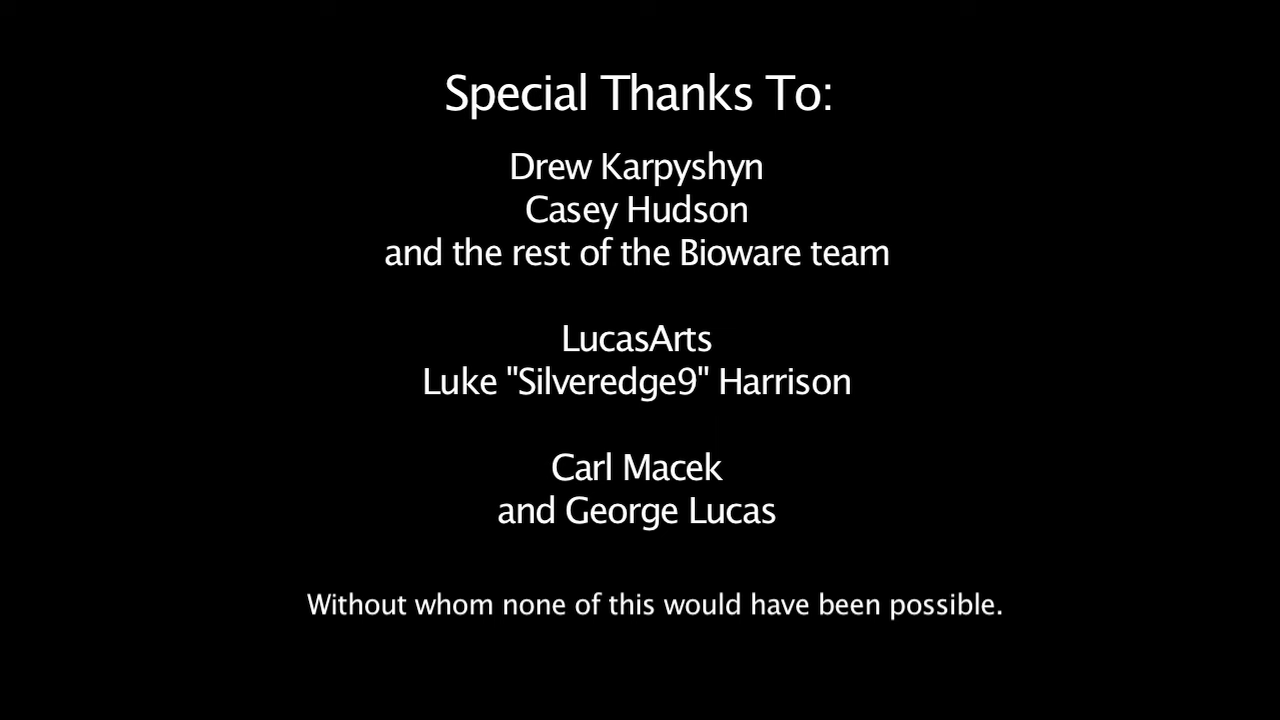 Special Thanks To:
Drew Karpyshyn
Casey Hudson
and the rest of the Bioware team
LucasArts
Luke "Silveredge9" Harrison
Carl Macek
and George Lucas
Without whom none of this would have been possible.